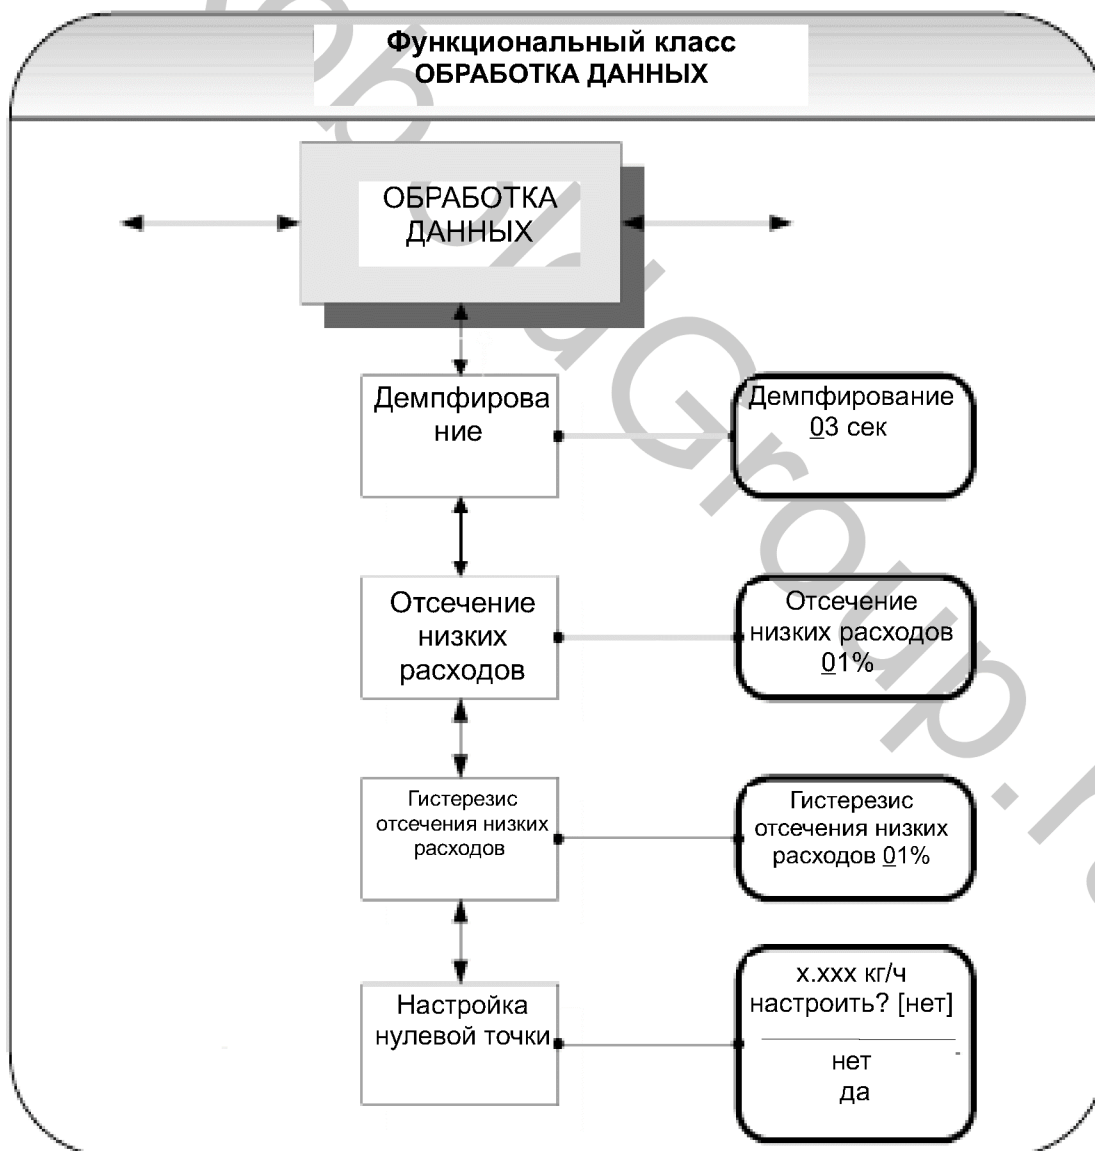 Функциональный класс
ОБРАБОТКА ДАННЫХ
ОБРАБОТКА
ДАННЫХ
Демпфирова
ние
Демпфирование
03 сек
Отсечение
низких
расходов
Отсечение
низких расходов
01%
Гистерезис
отсечения низких
расходов
Гистерезис
отсечения низких
расходов 01%
Настройка
нулевой точки
x.xxx кг/ч
настроить? [нет]
нет
да